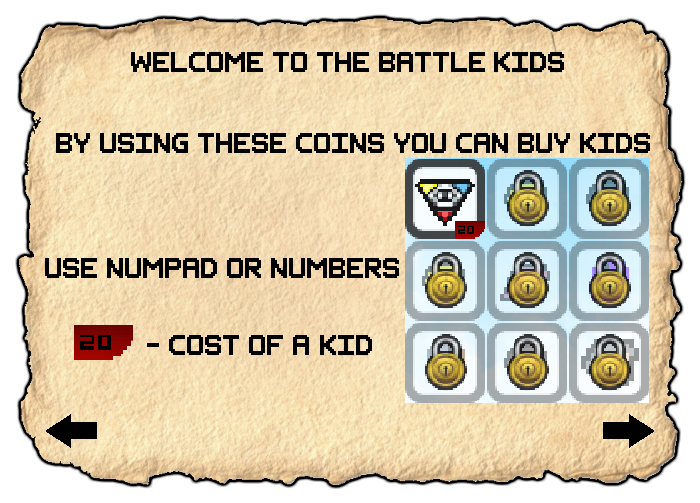 WELCOME TO THE BATTLE KIDS
BY USING THESE COINS YOU CAN BUY KIDS
20
USE NUMPAD OR NUMBERS
20 - COST OF A KID